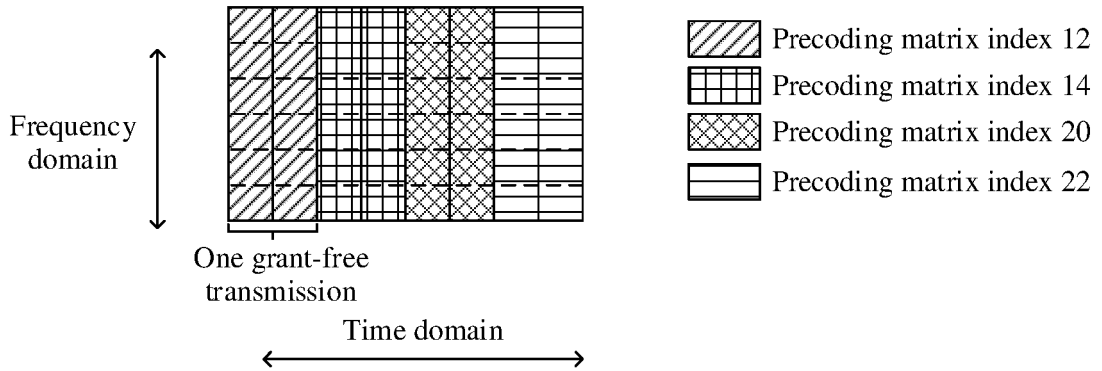 Precoding matrix index 12
Precoding matrix index 14
Precoding matrix index 20
Precoding matrix index 22
Frequency
domain
One grant-free
transmission
Time domain